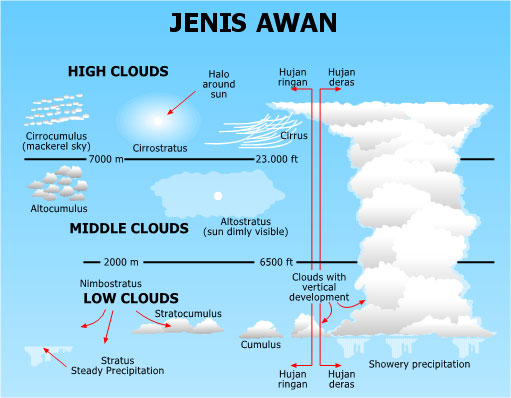 JENIS AWAN
HIGH CLOUDS
Halo
around
sun
Hujan
ringan
Hujan
deras
Cirrocumulus
(mackerel sky)
Cirrostratus
Cirrus
7000 m
23.000 ft
Altocumulus
Altostratus
(sun dimly visible)
MIDDLE CLOUDS
2000 m
6500 ft
Clouds with
vertical
development
Nimbostratus
LOW CLOUDS
Stratocumulus
Cumulus
Stratus
Steady Precipitation
Showery precipitation
Hujan
ringan
Hujan
deras